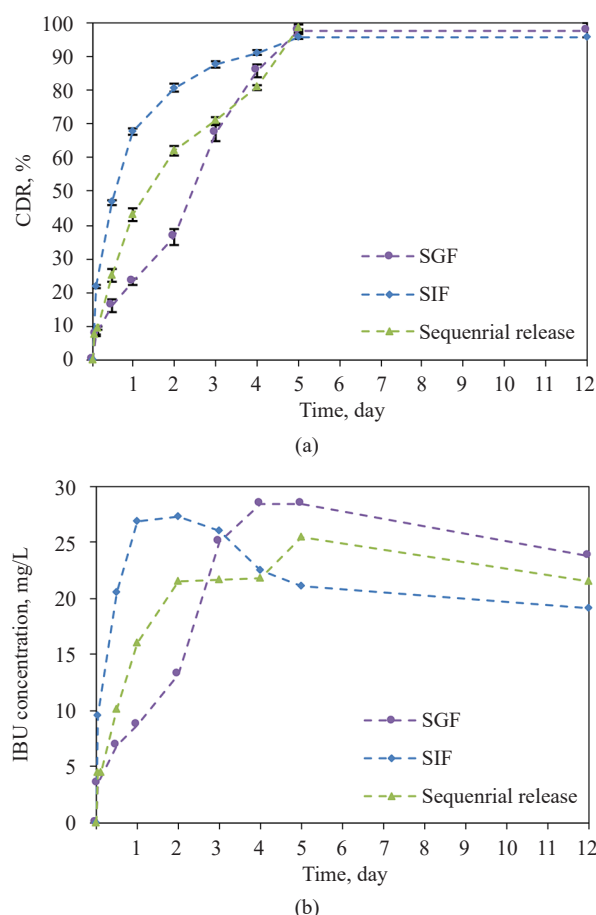 100
90
80
70
60
50
40
30
20
10
0
CDR, %
SGF
SIF
Sequenrial release
1 2 3 4 5 6 7 8 9 10 11 12
Time, day
(a)
30
25
20
15
10
5
0
IBU concentration, mg/L
SGF
SIF
Sequenrial release
0 1 2 3 4 5 6 7 8 9 10 11 12
Time, day
(b)